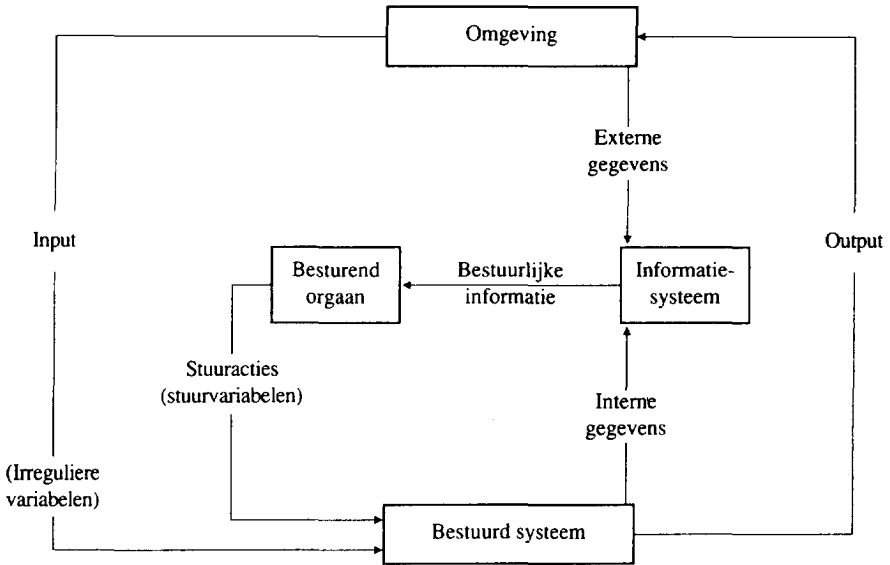 Omgeving
Externe
gegevens
Input
Output
Besturend
orgaan
Bestuurlijke
informatie
Informatie-
systeem
Stuuracties
(stuurvariabelen)
Interne
gegevens
(Irreguliere
variabelen)
Bestuurd systeem